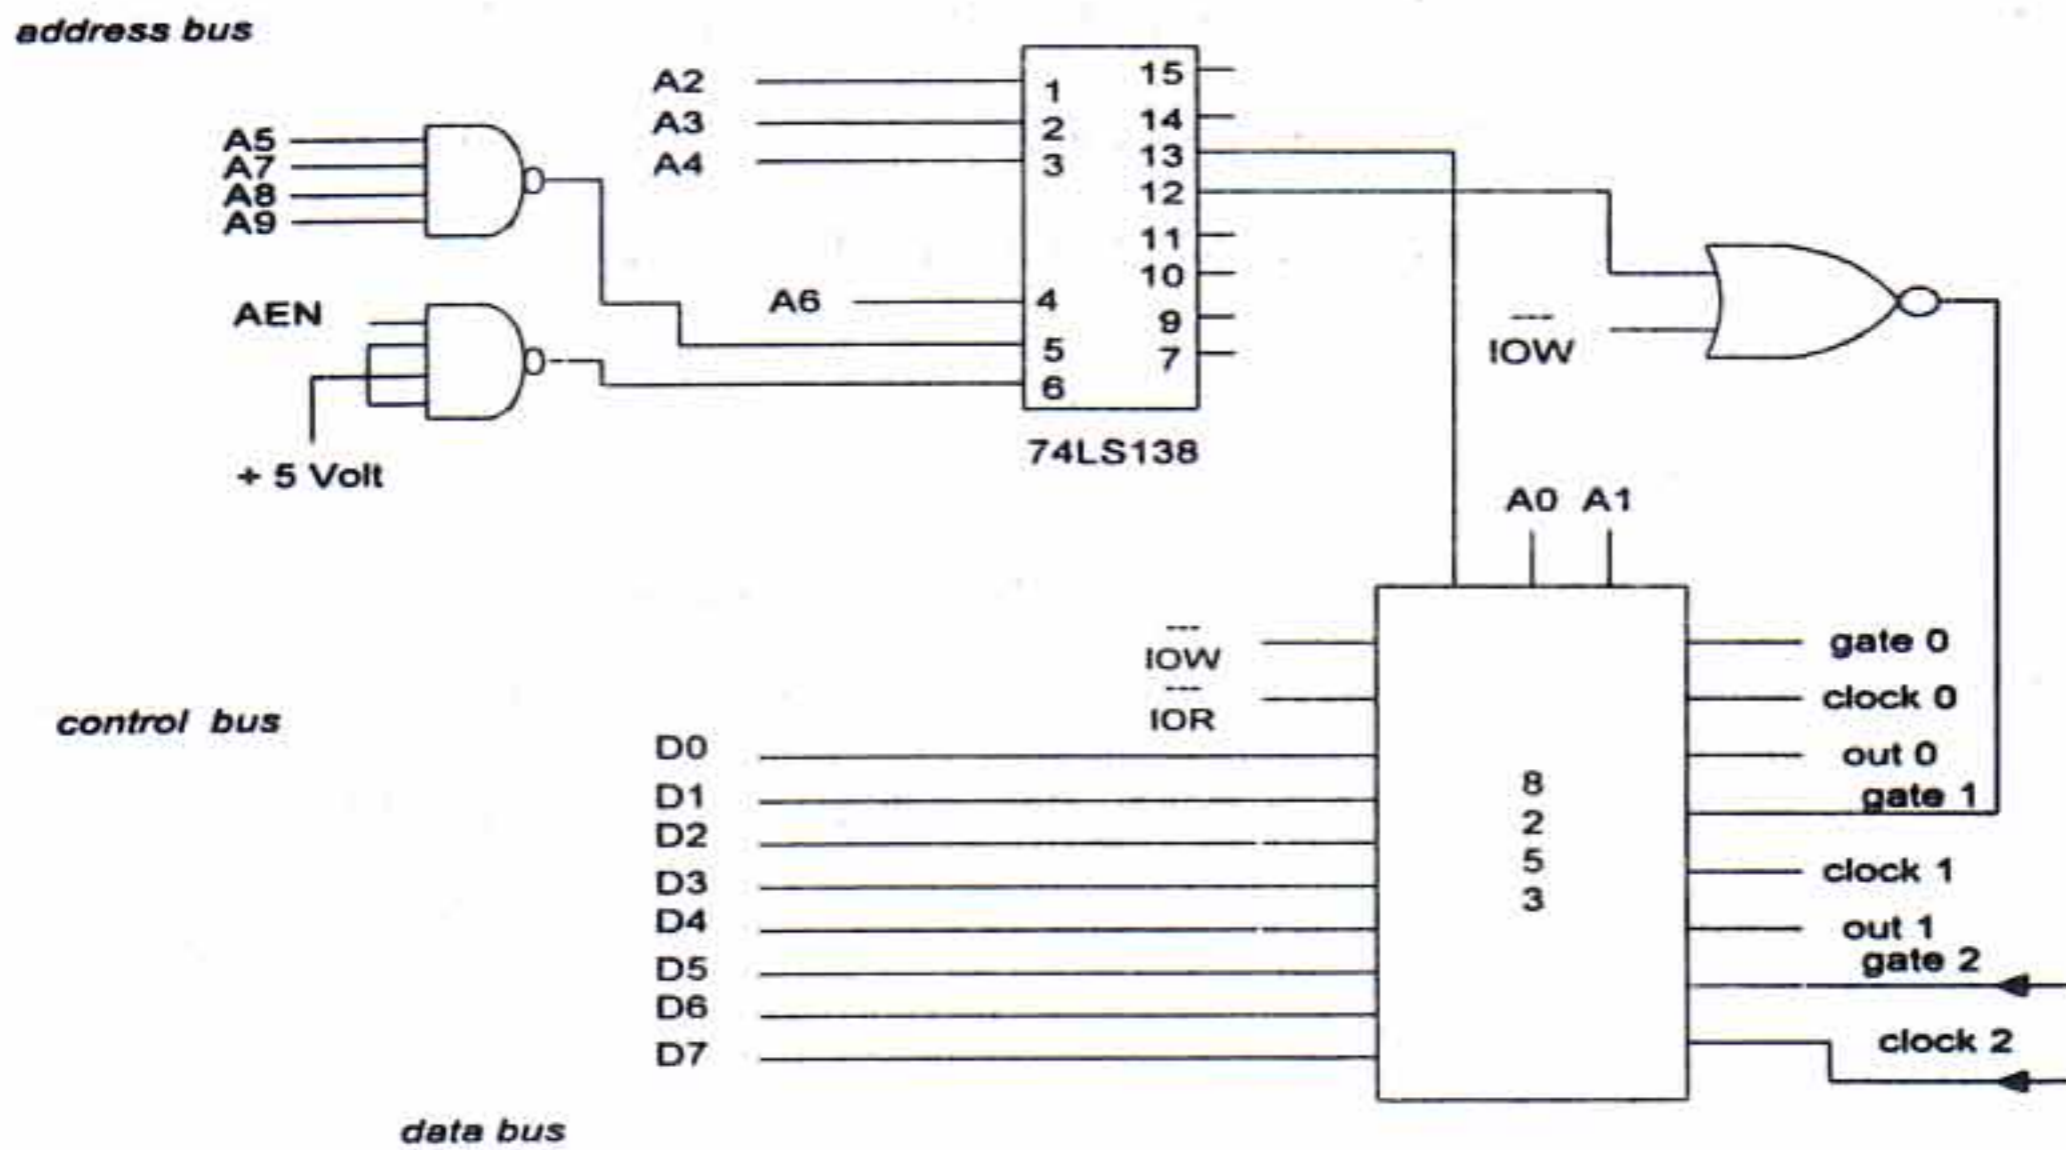 address bus
A5
A7
A8
A9
AEN
+ 5 Volt
A2
A3
A4
A6
1
2
3
4
5
6
15
14
13
12
11
10
9
7
74LS138
---
IOW
A0 A1
---
IOW
---
IOR
control bus
D0
D1
D2
D3
D4
D5
D6
D7
8
2
5
3
gate 0
clock 0
out 0
gate 1
clock 1
out 1
gate 2
clock 2
data bus